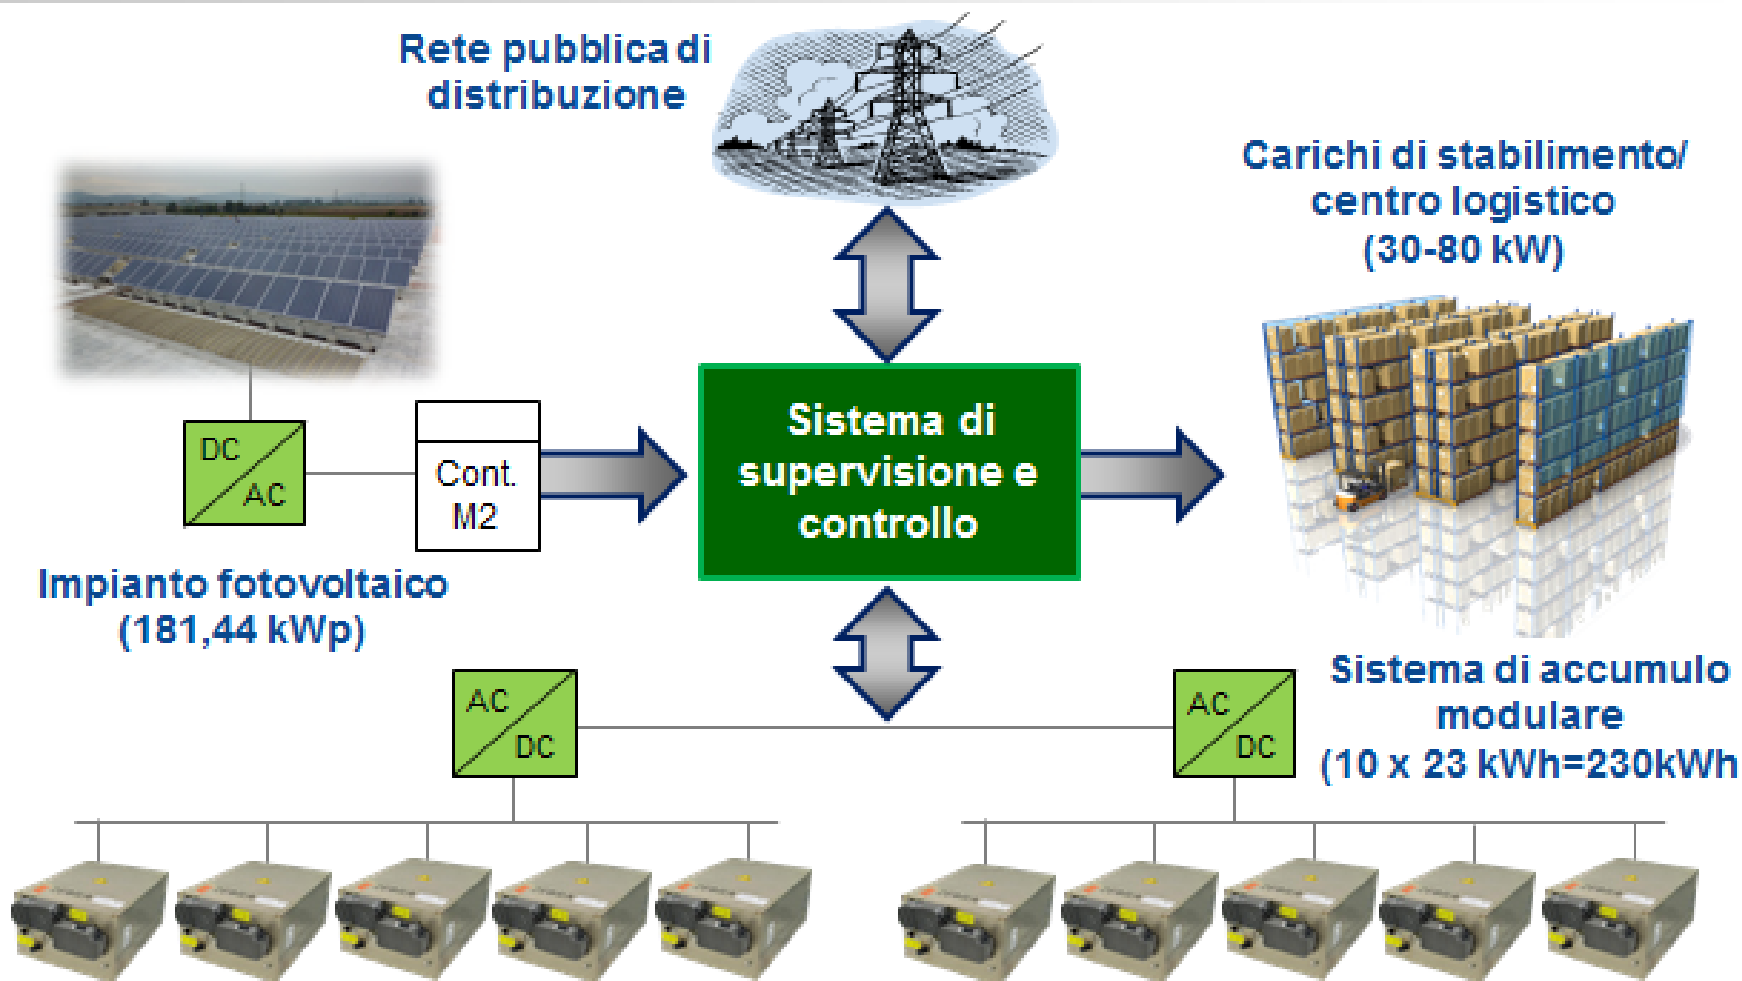 Rete pubblica di
distribuzione
Carichi di stabilimento/
centro logistico
(30-80 kW)
DC
AC
Cont.
M2
Sistema di
supervisione e
controllo
Impianto fotovoltaico
(181,44 kWp)
AC
DC
AC
DC
Sistema di accumulo
modulare
(10 x 23 kWh=230kWh